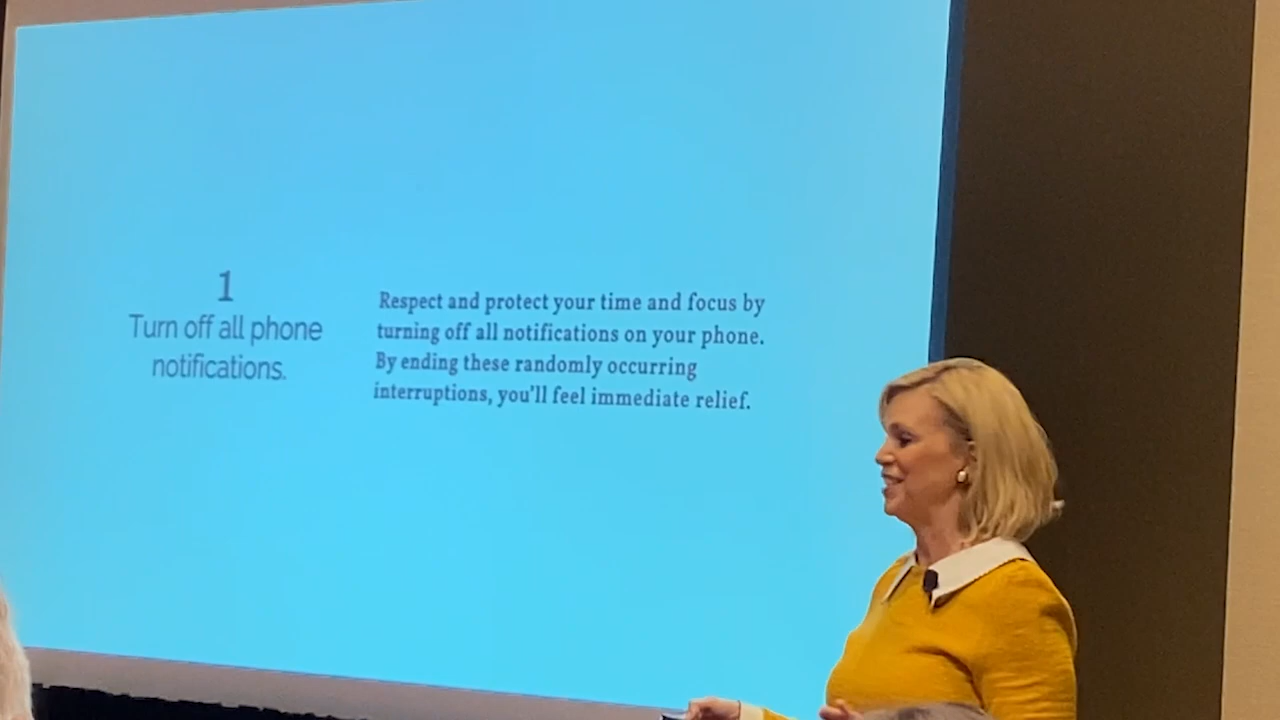 1
Turn off all phone
notifications.
Respect and protect your time and focus by
turning off all notifications on your phone.
By ending these randomly occurring
interruptions, you'll feel immediate relief.